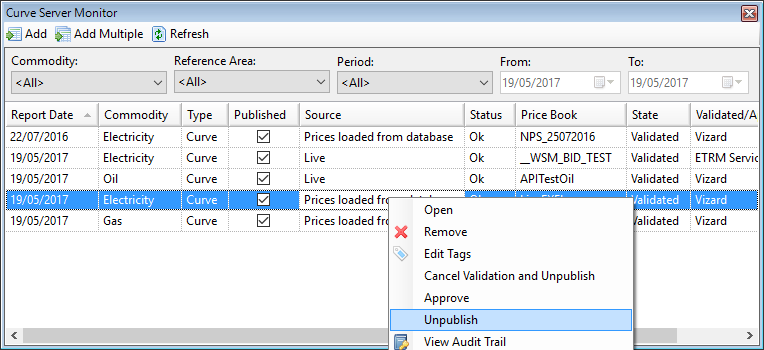 Curve Server Monitor
Add Add Multiple Refresh
Commodity: Reference Area: Period: From: To:
<All> <All> <All> 19/05/2017 19/05/2017
Report Date Commodity Type Published Source Status Price Book State Validated/A
22/07/2016 Electricity Curve Prices loaded from database Ok NPS_25072016 Validated Vizard
19/05/2017 Electricity Curve Live Ok __WSM_BID_TEST Validated ETRM Servic
19/05/2017 Oil Curve Live Ok APITestOil Validated Vizard
19/05/2017 Electricity Curve Prices loaded from Validated Vizard
19/05/2017 Gas Curve Prices loaded fro Validated Vizard
Open
Remove
Edit Tags
Cancel Validation and Unpublish
Approve
Unpublish
View Audit Trail